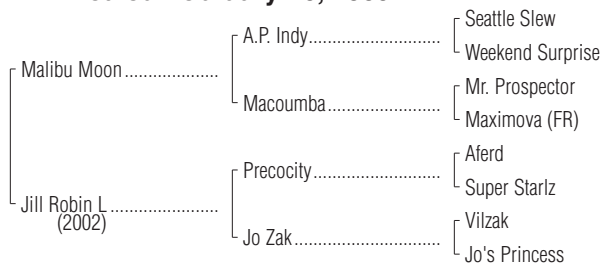 Seattle Slew
A.P. Indy
Weekend Surprise
Malibu Moon
Mr. Prospector
Macoumba
Maximova (FR)
Aferd
Precocity
Super Starlz
Jill Robin L
(2002)
Vilzak
Jo Zak
Jo's Princess